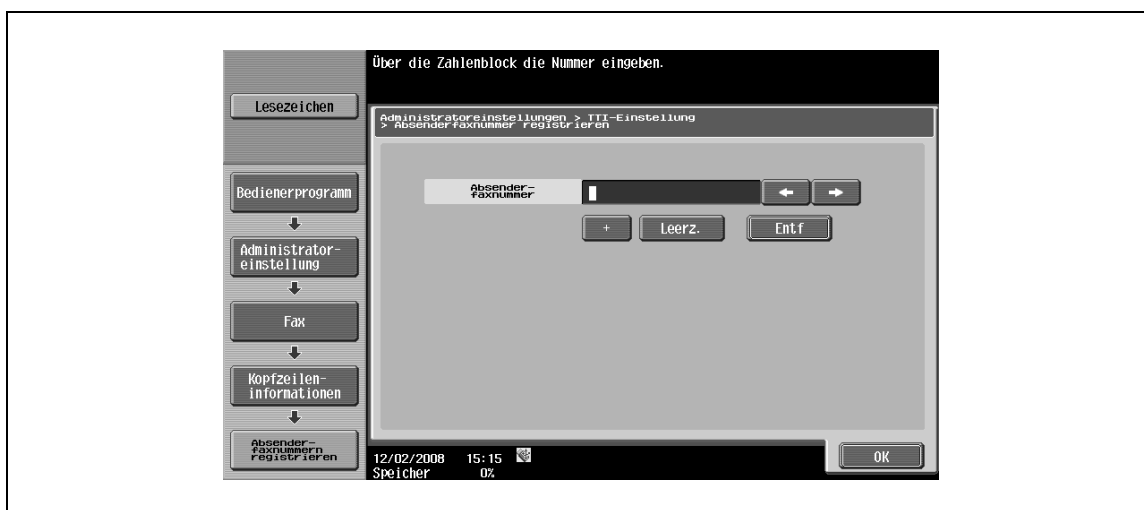 Über die Zahlenblock die Nummer eingeben.
Lesezeichen
Administratoreinstellungen > TTI-Einstellung
> Absenderfaxnummer registrieren
Bedienerprogramm
Absender-
faxnummer
← →
+ Leerz. Entf
Administrator-
einstellung
Fax
Kopfzeilen-
informationen
Absender-
faxnummern
registrieren
12/02/2008 15:15
Speicher 0%
OK